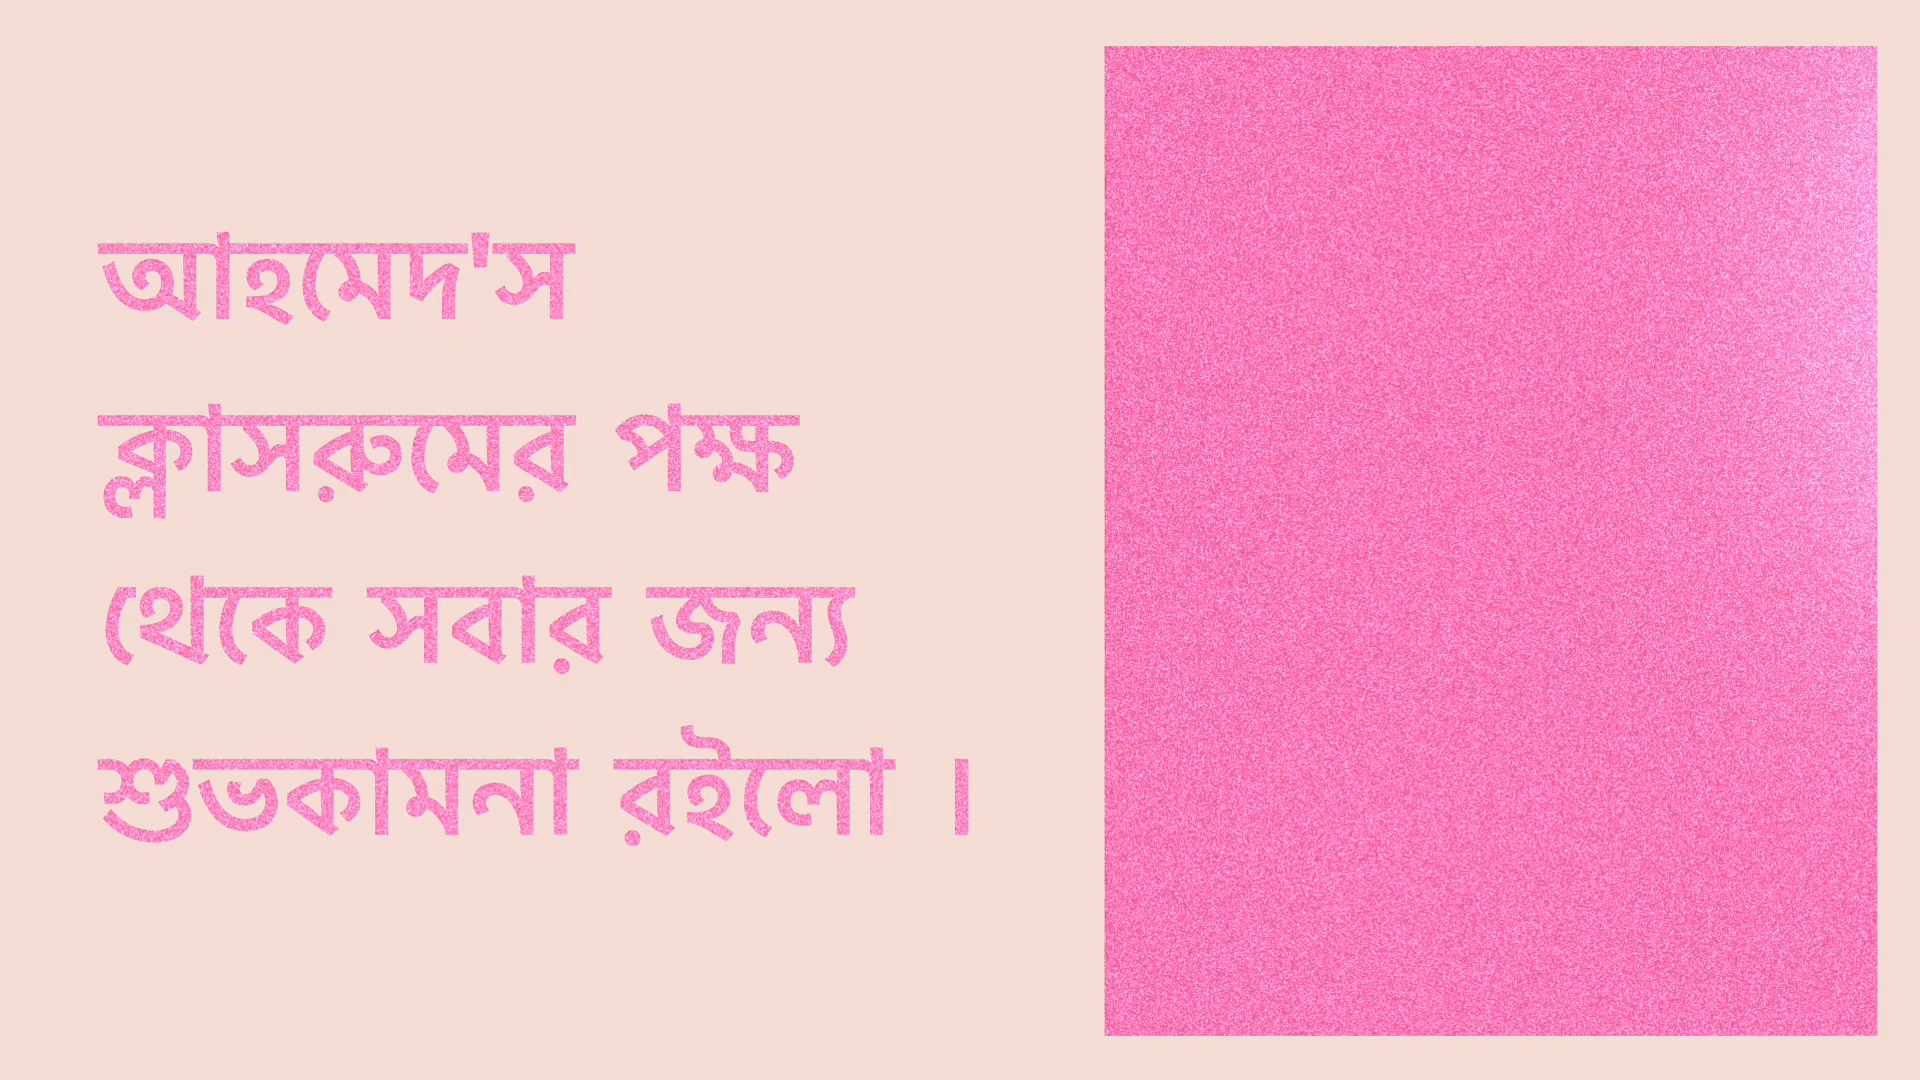 আহমেদ'স
ক্লাসরুমের পক্ষ
থেকে সবার জন্য
শুভকামনা রইলো ।